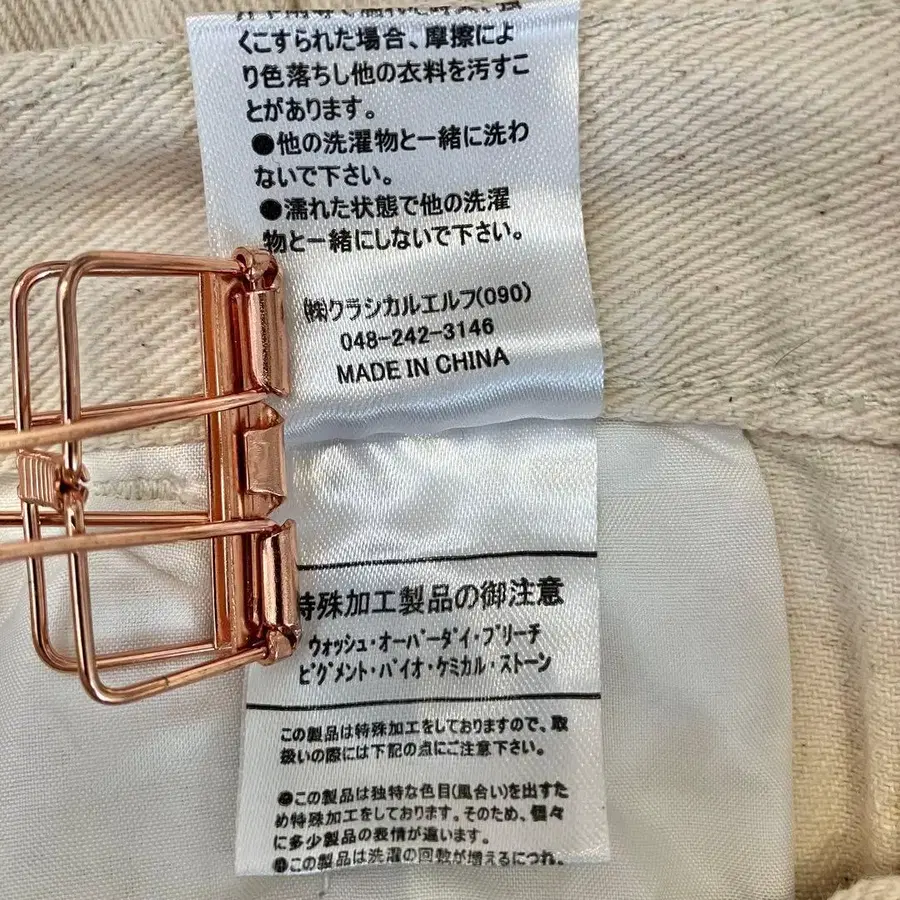 くこすられた場合、摩擦によ
り色落ちし他の衣料を汚すこ
とがあります。
●他の洗濯物と一緒に洗わ
ないで下さい。
●濡れた状態で他の洗濯
物と一緒にしないで下さい。
㈱クラシカルエルフ(090)
048-242-3146
MADE IN CHINA
特殊加工製品の御注意
ウォッシュ・オーバーダイ・ブリーチ
ピグメント・バイオ・ケミカル・ストーン
この製品は特殊加工をしておりますので、取
扱いの際には下記の点にご注意下さい。
●この製品は独特な色目(風合い)を出すた
め特殊加工をしております。そのため、個々
に多少製品の表情が違います。
●この製品は洗濯の回数が増えるにつれ、